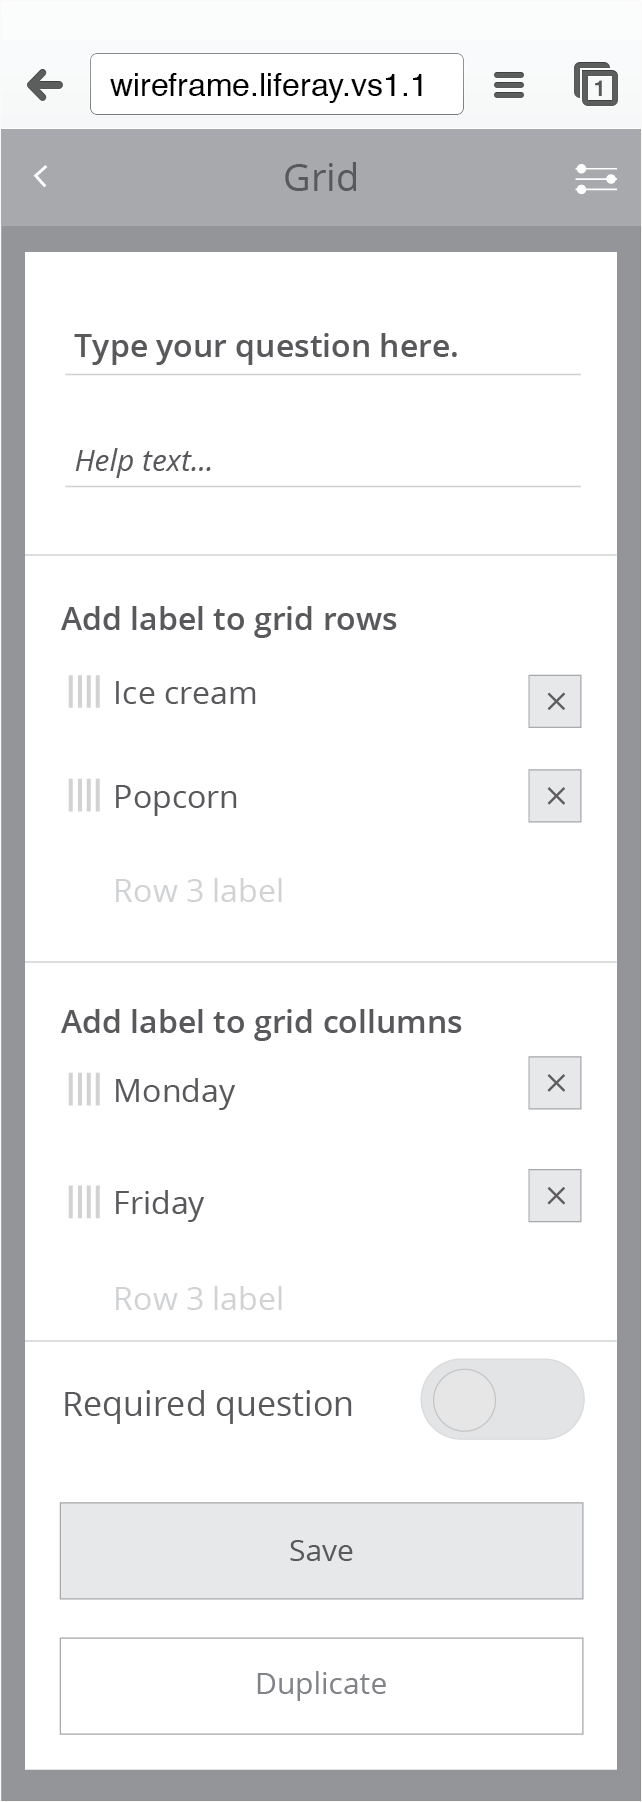 wireframe.liferay.vs1.1
1
Grid
Type your question here.
Help text...
Add label to grid rows
Ice cream
Popcorn
Row 3 label
Add label to grid collumns
Monday
Friday
Row 3 label
Required question
Save
Duplicate